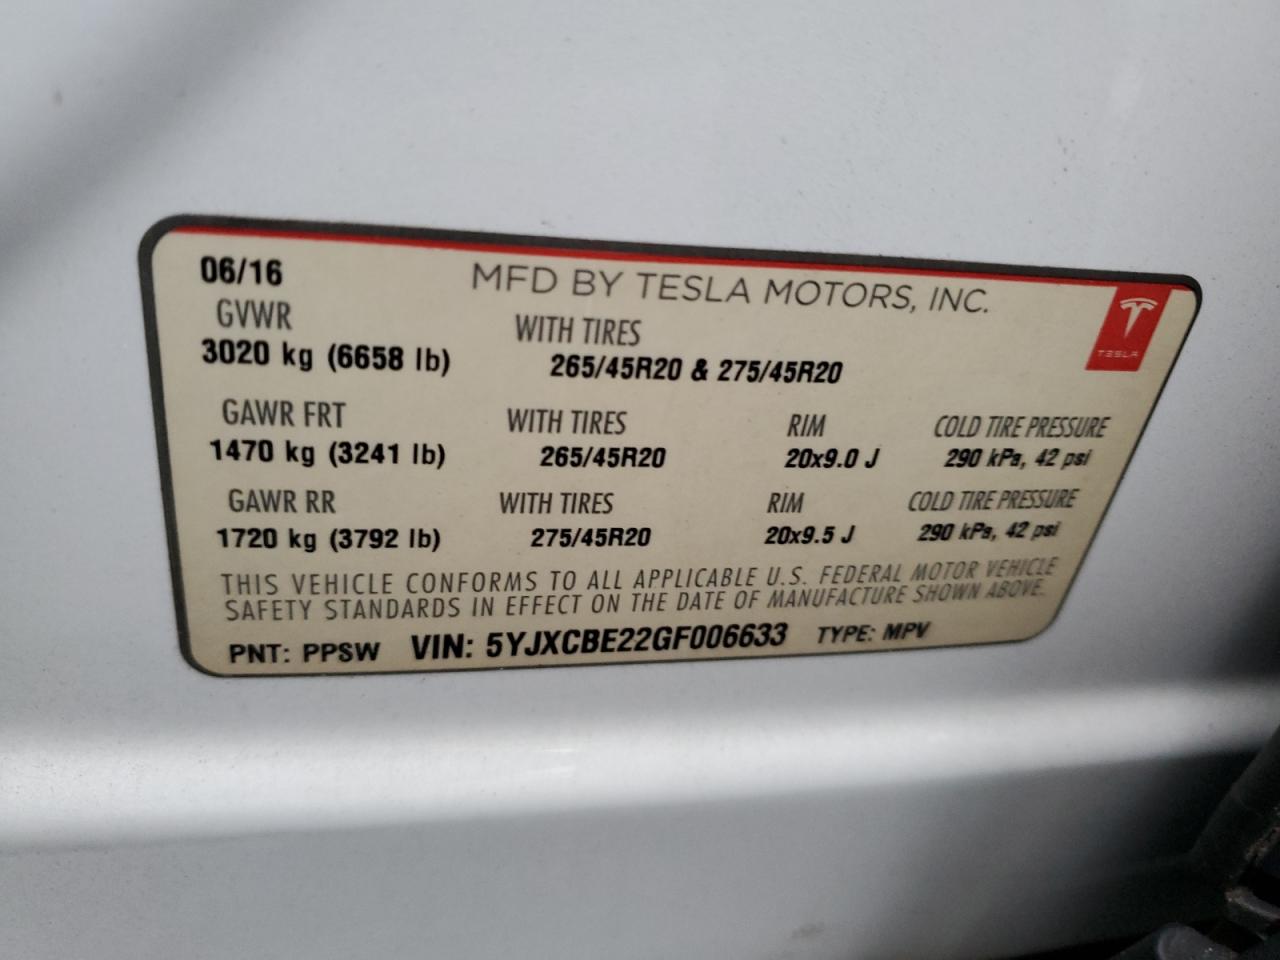 06/16 MFD BY TESLA MOTORS, INC.
TESLA
GVWR WITH TIRES
3020 kg (6658 lb) 265/45R20 & 275/45R20
GAWR FRT WITH TIRES RIM COLD TIRE PRESSURE
1470 kg (3241 lb) 265/45R20 20x9.0 J 290 kPa, 42 psi
GAWR RR WITH TIRES RIM COLD TIRE PRESSURE
1720 kg (3792 lb) 275/45R20 20x9.5 J 290 kPa, 42 psi
THIS VEHICLE CONFORMS TO ALL APPLICABLE U.S. FEDERAL MOTOR VEHICLE
SAFETY STANDARDS IN EFFECT ON THE DATE OF MANUFACTURE SHOWN ABOVE.
PNT: PPSW VIN: 5YJXCBE22GF006633 TYPE: MPV